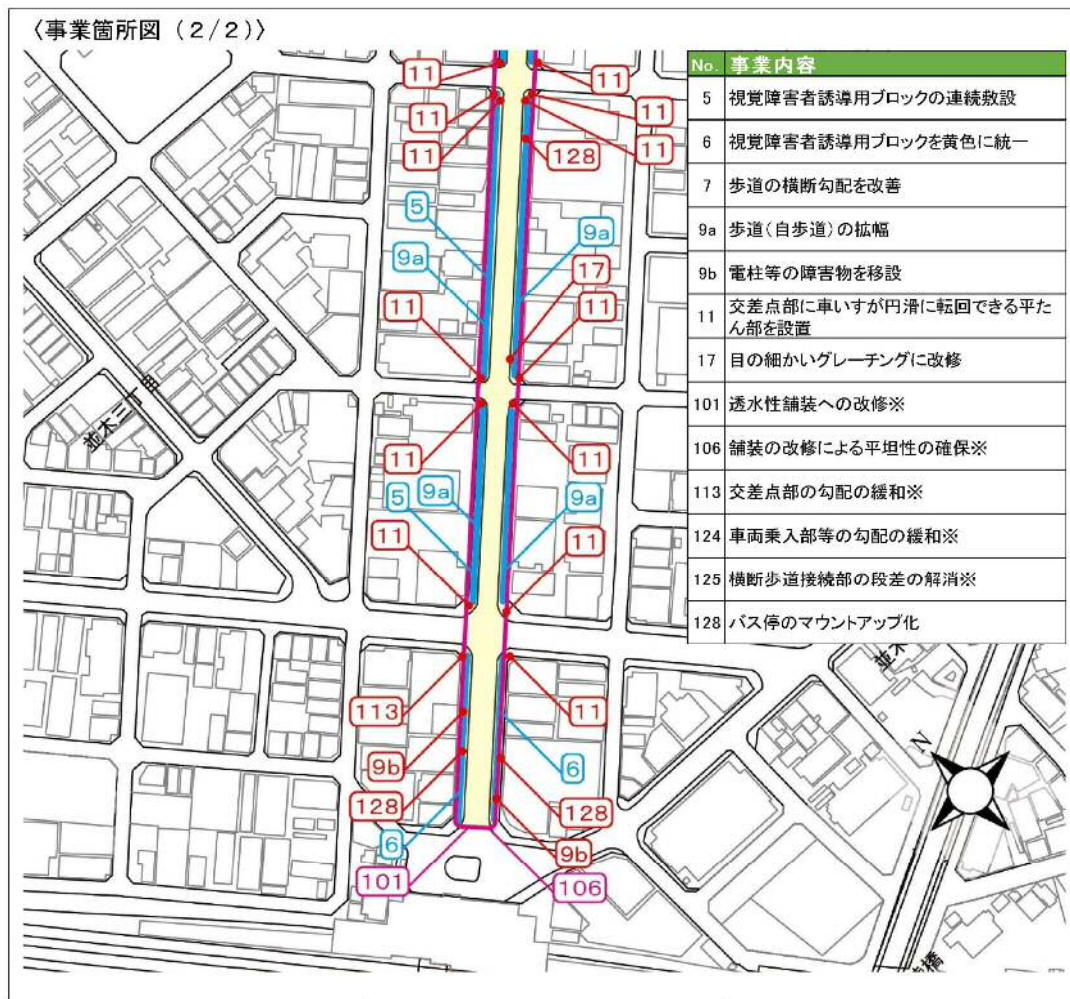 〈事業箇所図(2/2)〉
No. 事業内容
5 視覚障害者誘導用ブロックの連続敷設
6 視覚障害者誘導用ブロックを黄色に統一
7 歩道の横断勾配を改善
9a 歩道(自歩道)の拡幅
9b 電柱等の障害物を移設
11 交差点部に車いすが円滑に転回できる平た
ん部を設置
17 目の細かいグレーチングに改修
101 透水性舗装への改修※
106 舗装の改修による平坦性の確保※
113 交差点部の勾配の緩和※
124 車両乗入部等の勾配の緩和※
125 横断歩道接続部の段差の解消※
128 バス停のマウントアップ化
11
11
11
11
11
11
128
5
9a
9a
17
11
11
11
11
5
9a
9a
11
11
113
11
9b
6
128
128
6
9b
101
106
並木三
並木
橋
N